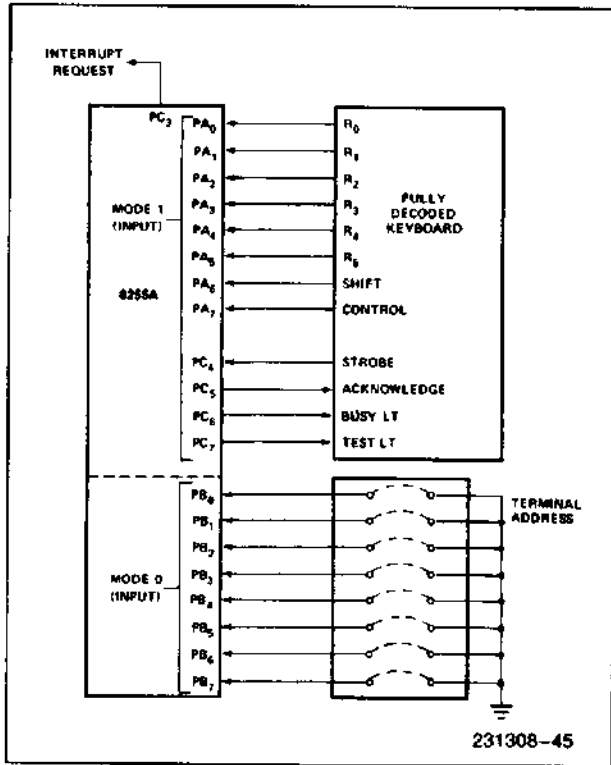 INTERRUPT
REQUEST
PC₃
PA₀ R₀
PA₁ R₁
PA₂ R₂
PA₃ R₃
PA₄ R₄
PA₅ R₅
PA₆ SHIFT
PA₇ CONTROL
MODE 1
(INPUT)
8255A
FULLY
DECODED
KEYBOARD
PC₄ STROBE
PC₅ ACKNOWLEDGE
PC₆ BUSY LT
PC₇ TEST LT
PB₀
PB₁
PB₂
PB₃
PB₄
PB₅
PB₆
PB₇
MODE 0
(INPUT)
TERMINAL
ADDRESS
231308–45